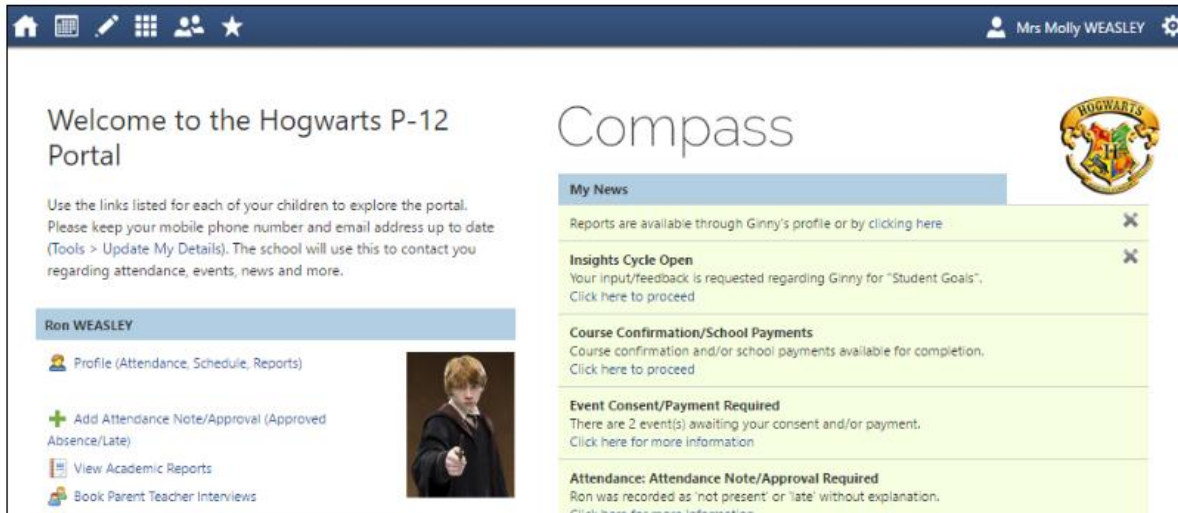 Mrs Molly WEASLEY
Welcome to the Hogwarts P-12
Portal
Use the links listed for each of your children to explore the portal.
Please keep your mobile phone number and email address up to date
(Tools > Update My Details). The school will use this to contact you
regarding attendance, events, news and more.
Ron WEASLEY
Profile (Attendance, Schedule, Reports)
Add Attendance Note/Approval (Approved
Absence/Late)
View Academic Reports
Book Parent Teacher Interviews
Compass
HOGWARTS
H
My News
Reports are available through Ginny's profile or by clicking here
Insights Cycle Open
Your input/feedback is requested regarding Ginny for "Student Goals".
Click here to proceed
Course Confirmation/School Payments
Course confirmation and/or school payments available for completion.
Click here to proceed
Event Consent/Payment Required
There are 2 event(s) awaiting your consent and/or payment.
Click here for more information
Attendance: Attendance Note/Approval Required
Ron was recorded as 'not present' or 'late' without explanation.
Click here for more information